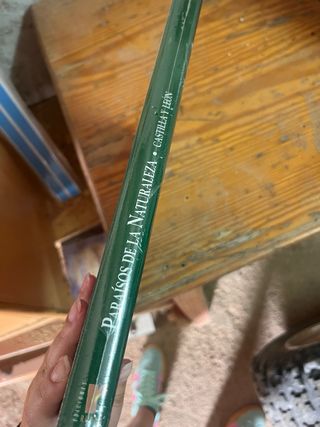 PARAÍSOS DE LA NATURALEZA • CASTILLA Y LEÓN